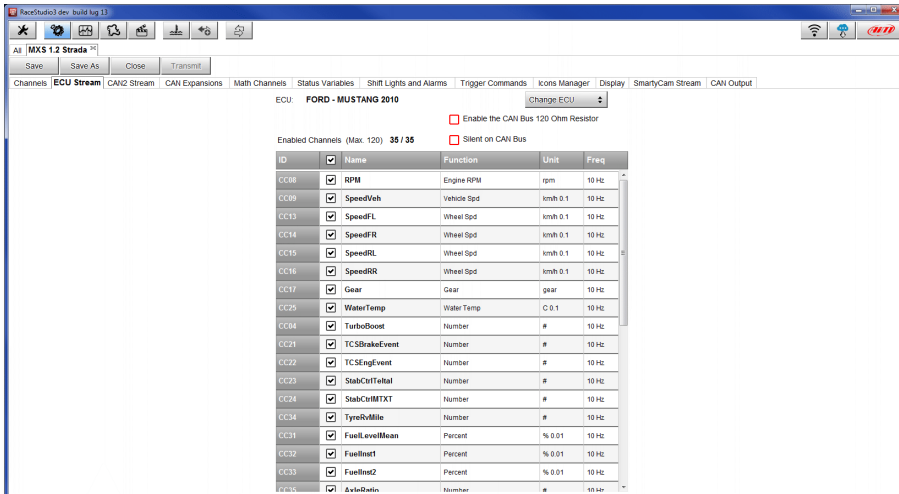 RaceStudio3 dev build lug 13
AiM
All MXS 1.2 Strada
Save Save As Close Transmit
Channels ECU Stream CAN2 Stream CAN Expansions Math Channels Status Variables Shift Lights and Alarms Trigger Commands Icons Manager Display SmartyCam Stream CAN Output
ECU: FORD - MUSTANG 2010 Change ECU
Enable the CAN Bus 120 Ohm Resistor
Enabled Channels (Max. 120) 35 / 35 Silent on CAN Bus
ID Name Function Unit Freq
CC08 RPM Engine RPM rpm 10 Hz
CC09 SpeedVeh Vehicle Spd km/h 0.1 10 Hz
CC13 SpeedFL Wheel Spd km/h 0.1 10 Hz
CC14 SpeedFR Wheel Spd km/h 0.1 10 Hz
CC15 SpeedRL Wheel Spd km/h 0.1 10 Hz
CC16 SpeedRR Wheel Spd km/h 0.1 10 Hz
CC17 Gear Gear gear 10 Hz
CC25 WaterTemp Water Temp C 0.1 10 Hz
CC04 TurboBoost Number # 10 Hz
CC21 TCSBrakeEvent Number # 10 Hz
CC22 TCSEngEvent Number # 10 Hz
CC23 StabCtrlTeltal Number # 10 Hz
CC24 StabCtrlMTXT Number # 10 Hz
CC34 TyreRvMile Number # 10 Hz
CC31 FuelLevelMean Percent % 0.01 10 Hz
CC32 FuelInst1 Percent % 0.01 10 Hz
CC33 FuelInst2 Percent % 0.01 10 Hz
CC35 AxleRatio Number # 10 Hz